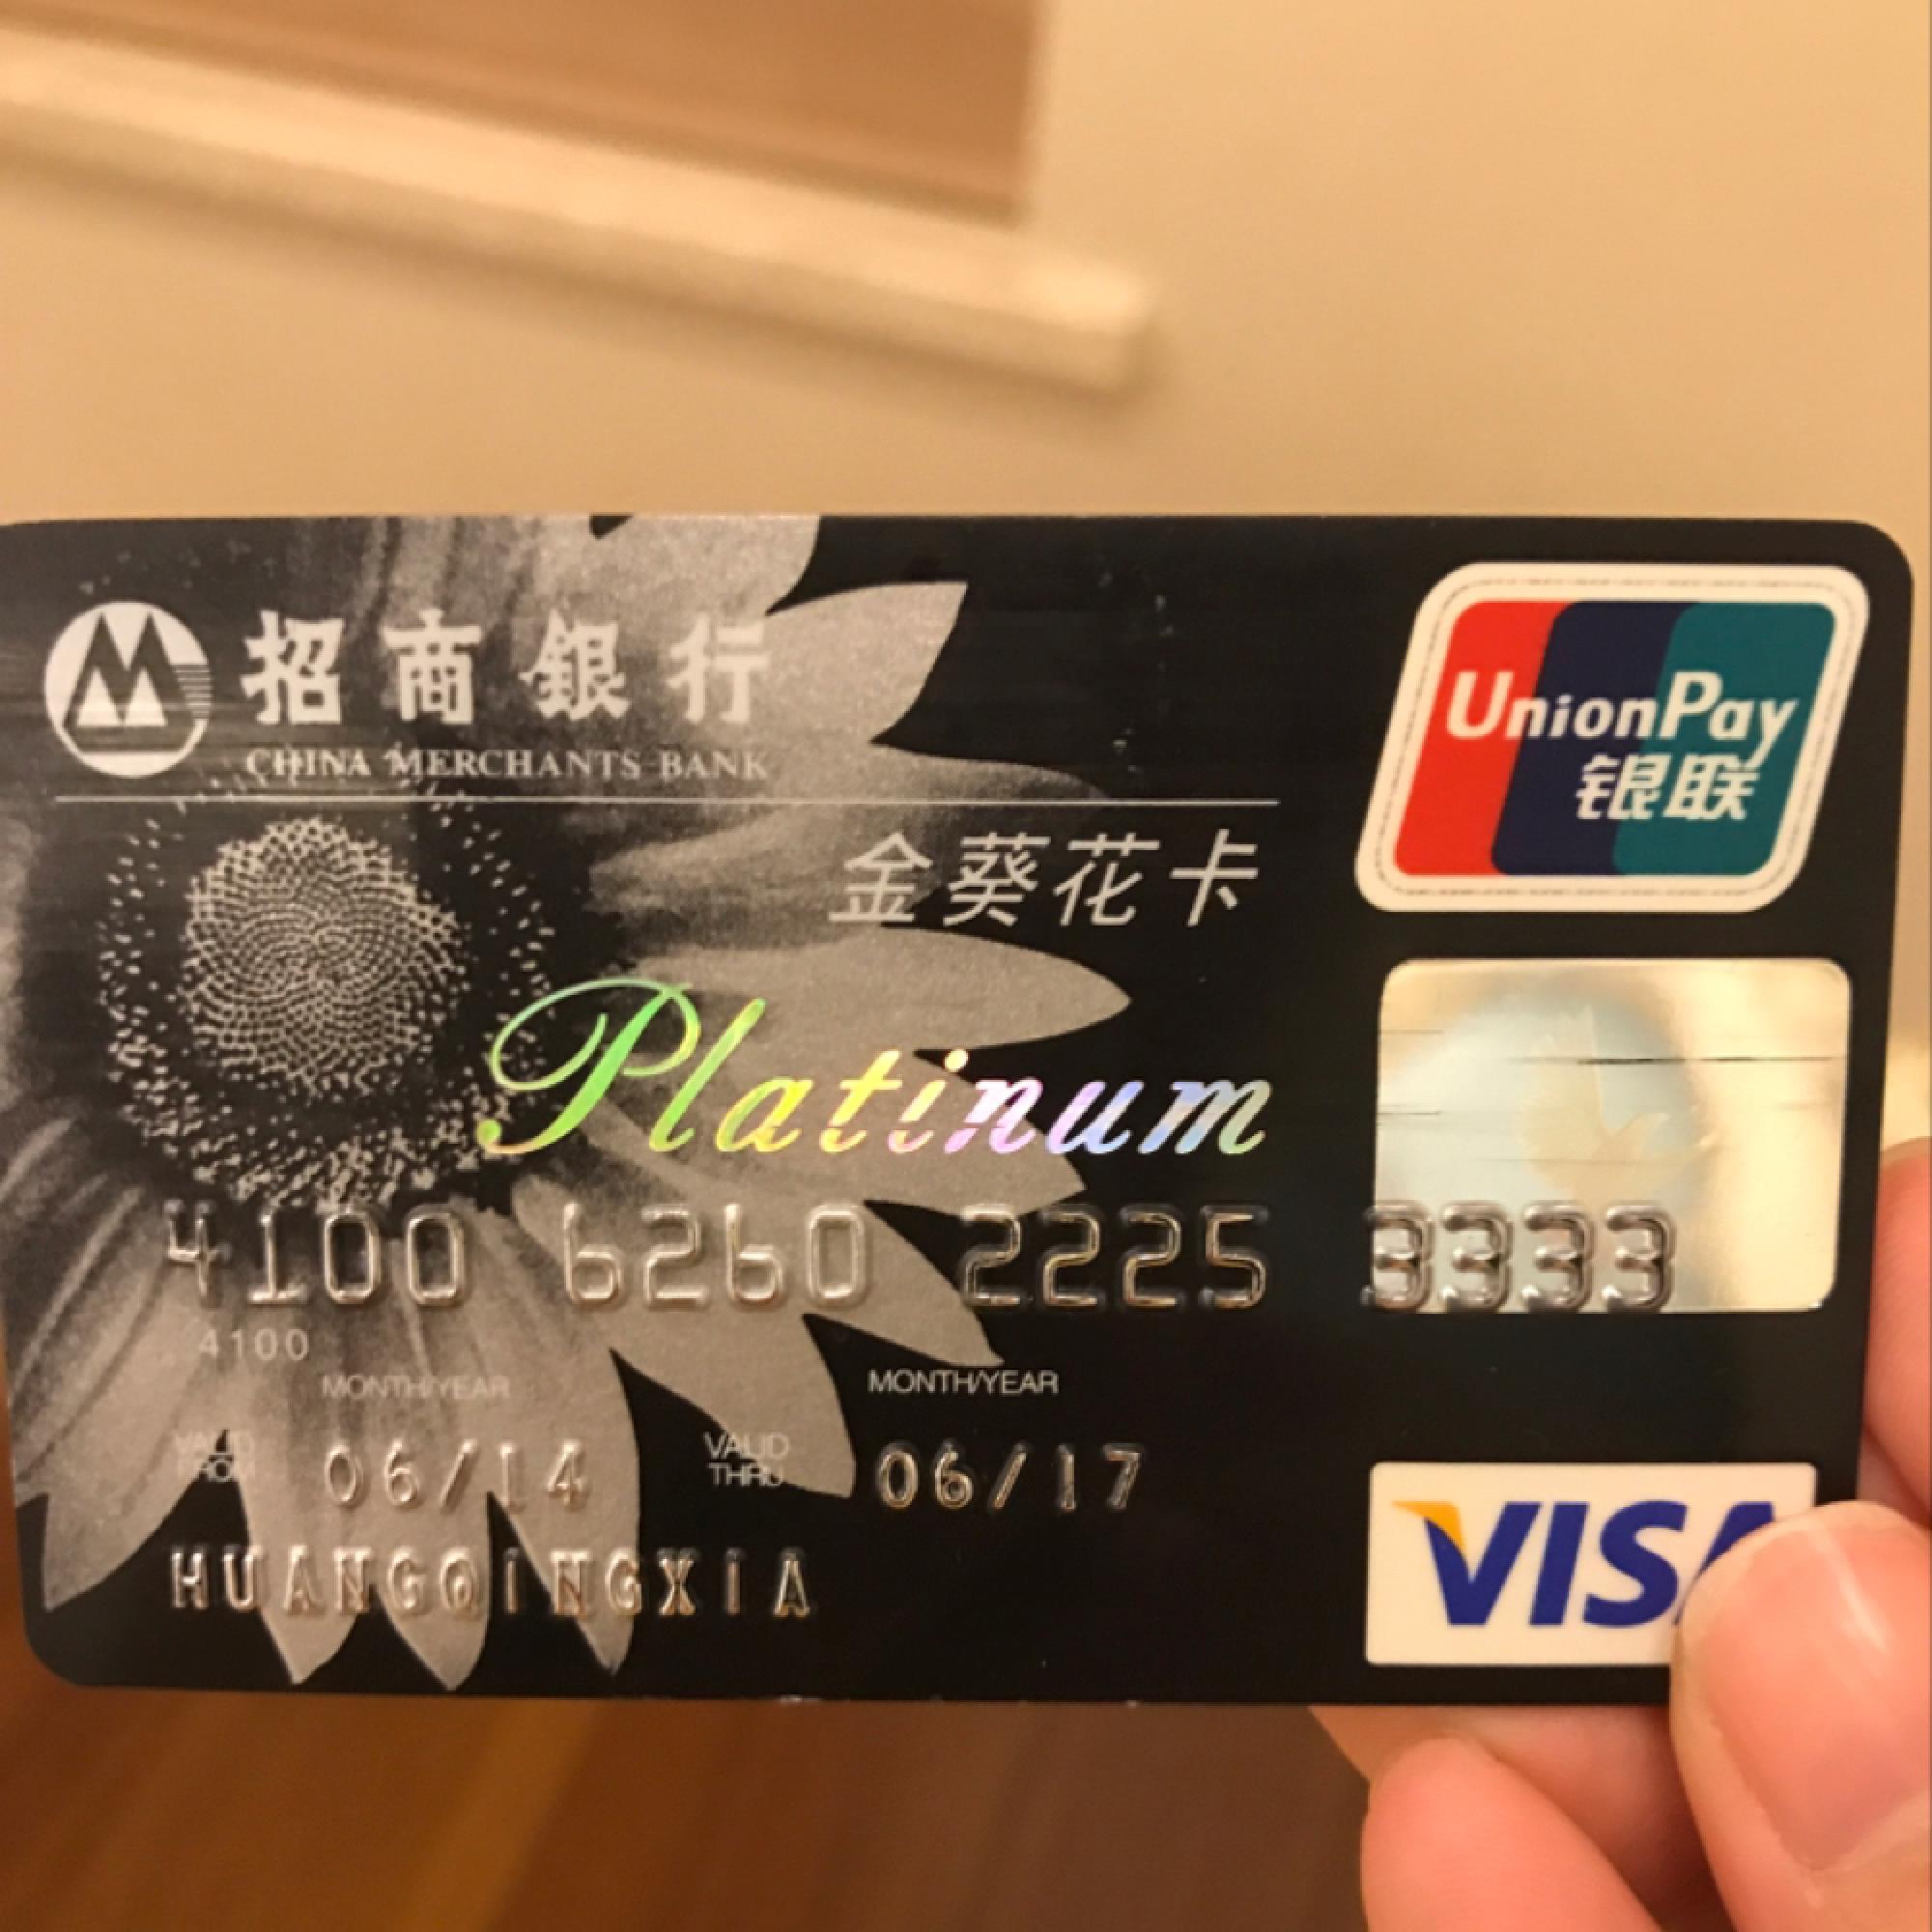 招商銀行
CHINA MERCHANTS BANK
UnionPay
银联
金葵花卡
Platinum
4100 6260 2225 3333
4100
MONTH/YEAR MONTH/YEAR
VALID FROM 06/14 VALID THRU 06/17
HUANGQINGXIA
VISA